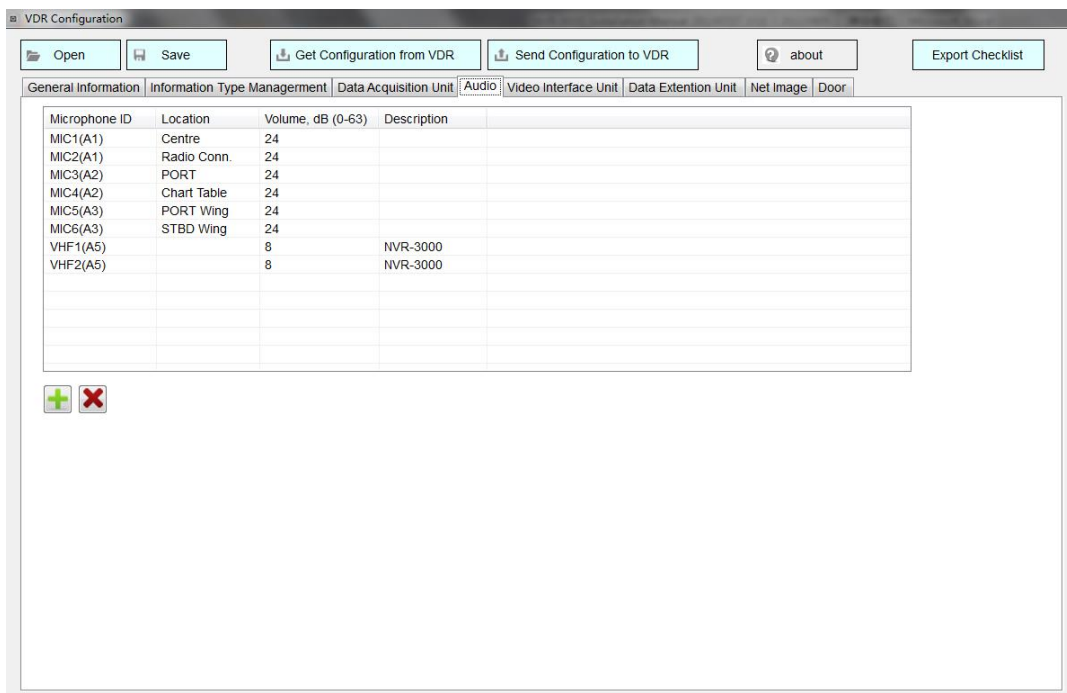 VDR Configuration
Open Save Get Configuration from VDR Send Configuration to VDR about Export Checklist
General Information Information Type Managerment Data Acquisition Unit Audio Video Interface Unit Data Extention Unit Net Image Door
Microphone ID Location Volume, dB (0-63) Description
MIC1(A1) Centre 24
MIC2(A1) Radio Conn. 24
MIC3(A2) PORT 24
MIC4(A2) Chart Table 24
MIC5(A3) PORT Wing 24
MIC6(A3) STBD Wing 24
VHF1(A5) 8 NVR-3000
VHF2(A5) 8 NVR-3000